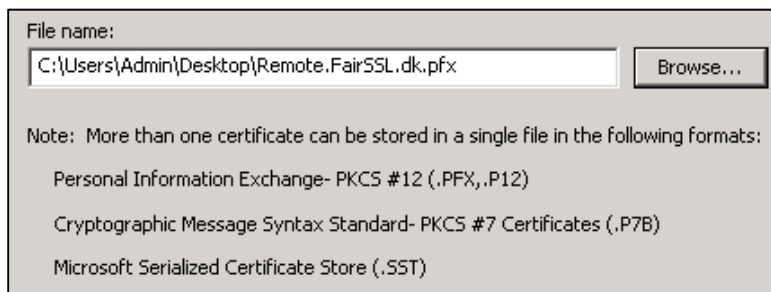 File name:
C:\Users\Admin\Desktop\Remote.FairSSL.dk.pfx
Browse...
Note: More than one certificate can be stored in a single file in the following formats:
Personal Information Exchange- PKCS #12 (.PFX,.P12)
Cryptographic Message Syntax Standard- PKCS #7 Certificates (.P7B)
Microsoft Serialized Certificate Store (.SST)